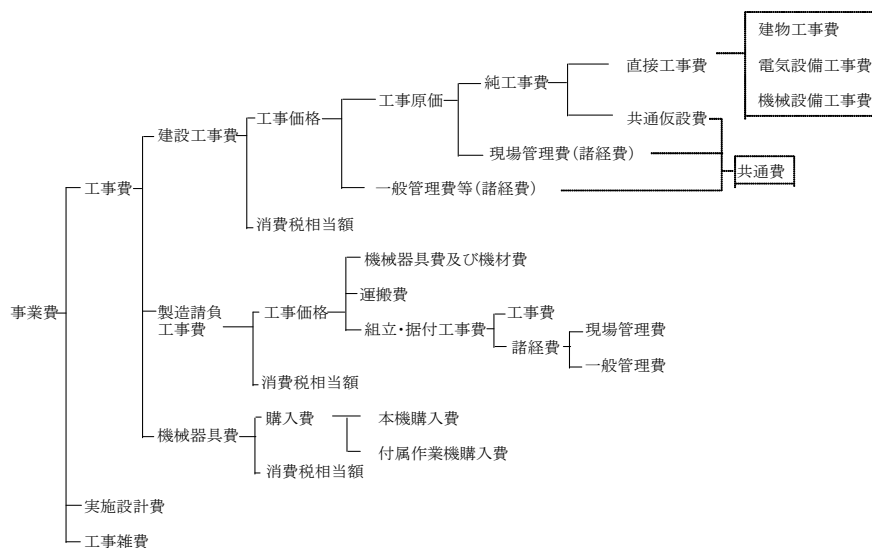 建物工事費
電気設備工事費
機械設備工事費
直接工事費
純工事費
共通仮設費
工事原価
工事価格
現場管理費(諸経費)
共通費
建設工事費
一般管理費等(諸経費)
工事費
消費税相当額
機械器具費及び機材費
運搬費
製造請負
工事費
工事価格
組立・据付工事費
工事費
現場管理費
諸経費
一般管理費
事業費
消費税相当額
機械器具費
購入費
本機購入費
付属作業機購入費
消費税相当額
実施設計費
工事雑費